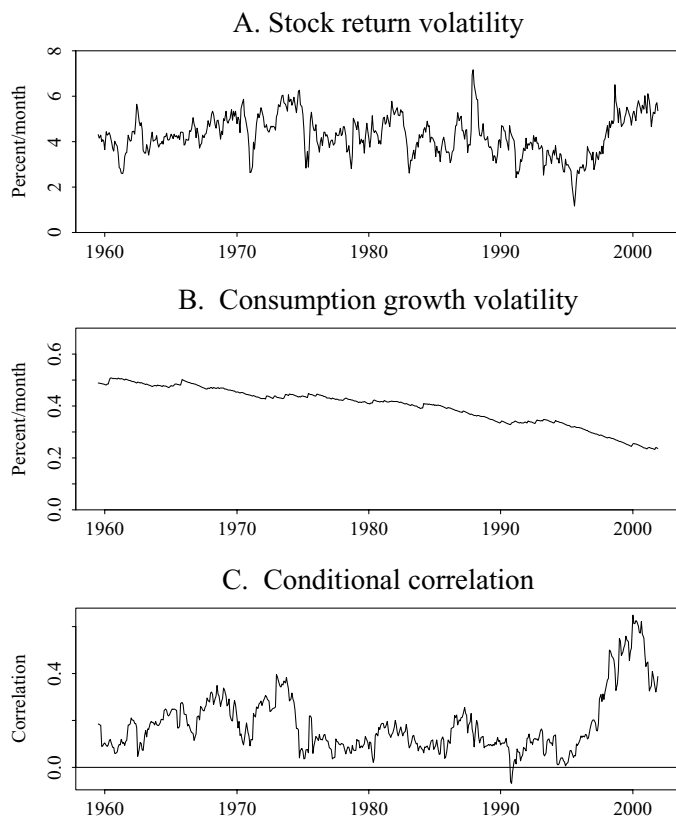 A. Stock return volatility
Percent/month
8
6
4
2
0
1960 1970 1980 1990 2000
B. Consumption growth volatility
Percent/month
0.6
0.4
0.2
0.0
1960 1970 1980 1990 2000
C. Conditional correlation
Correlation
0.4
0.0
1960 1970 1980 1990 2000